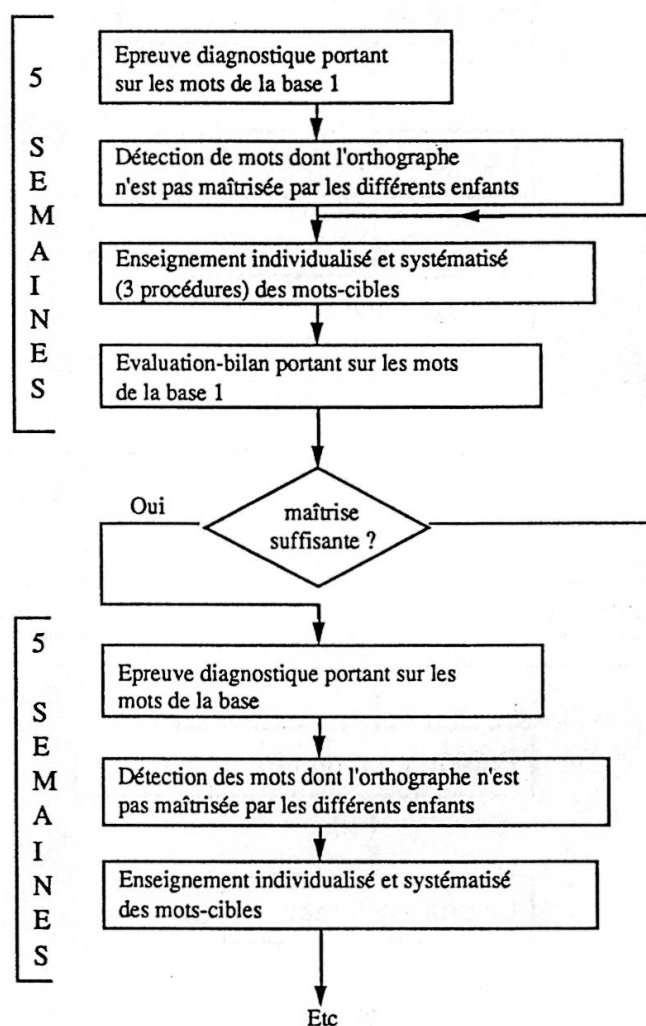 5 SEMAINES
Epreuve diagnostique portant
sur les mots de la base 1
Détection de mots dont l'orthographe
n'est pas maîtrisée par les différents enfants
Enseignement individualisé et systématisé
(3 procédures) des mots-cibles
Evaluation-bilan portant sur les mots
de la base 1
Oui
maîtrise
suffisante ?
5 SEMAINES
Epreuve diagnostique portant sur les
mots de la base
Détection des mots dont l'orthographe n'est
pas maîtrisée par les différents enfants
Enseignement individualisé et systématisé
des mots-cibles
Etc